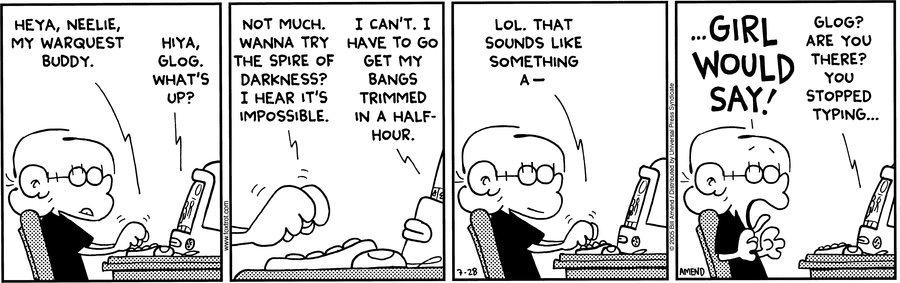 HEYA, NEELIE,
MY WARQUEST
BUDDY.
HIYA,
GLOG.
WHAT'S
UP?
NOT MUCH.
WANNA TRY
THE SPIRE OF
DARKNESS?
I HEAR IT'S
IMPOSSIBLE.
I CAN'T. I
HAVE TO GO
GET MY
BANGS
TRIMMED
IN A HALF-
HOUR.
www.foxtrot.com
LOL. THAT
SOUNDS LIKE
SOMETHING
A—
7-28
...GIRL
WOULD
SAY!
GLOG?
ARE YOU
THERE?
YOU
STOPPED
TYPING...
AMEND